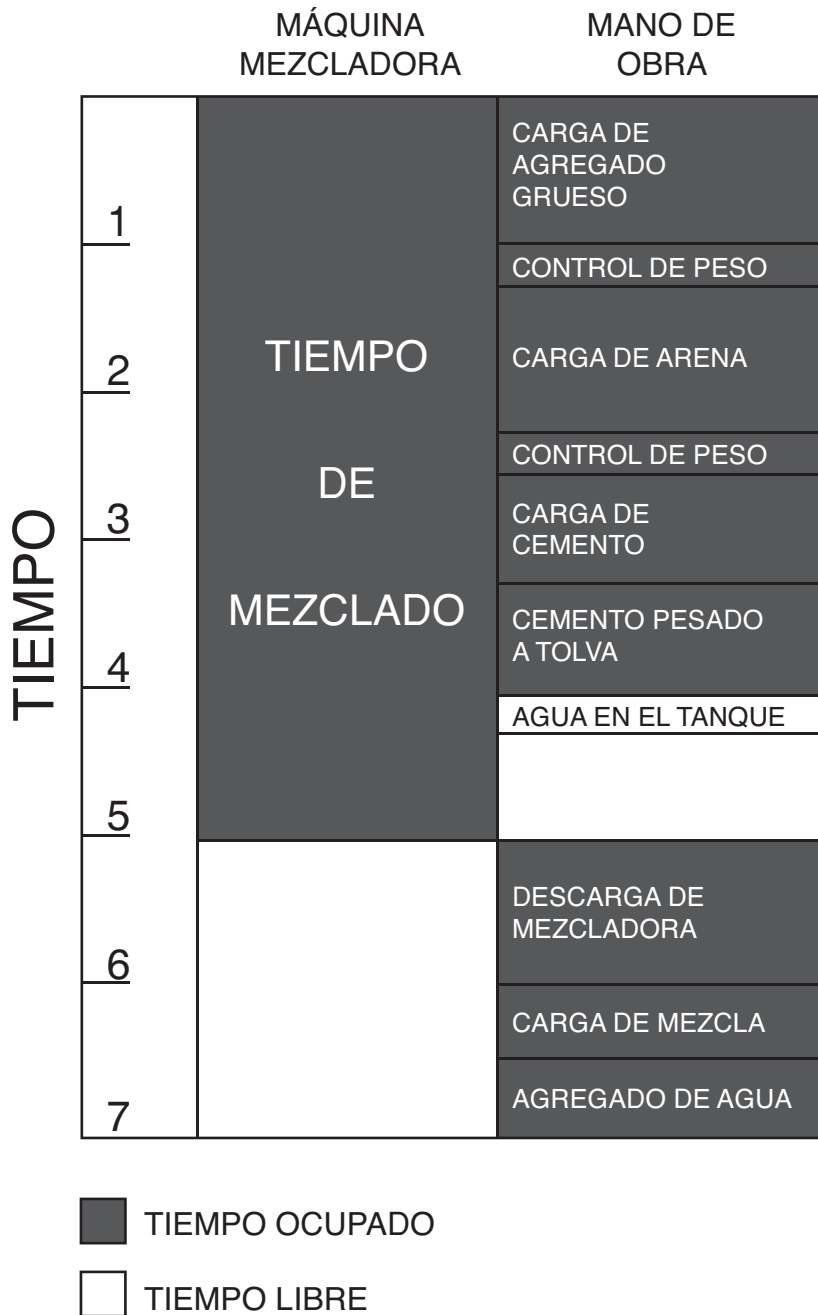 MÁQUINA
MEZCLADORA
MANO DE
OBRA
TIEMPO
1
2
3
4
5
6
7
TIEMPO
DE
MEZCLADO
CARGA DE
AGREGADO
GRUESO
CONTROL DE PESO
CARGA DE ARENA
CONTROL DE PESO
CARGA DE
CEMENTO
CEMENTO PESADO
A TOLVA
AGUA EN EL TANQUE
DESCARGA DE
MEZCLADORA
CARGA DE MEZCLA
AGREGADO DE AGUA
TIEMPO OCUPADO
TIEMPO LIBRE